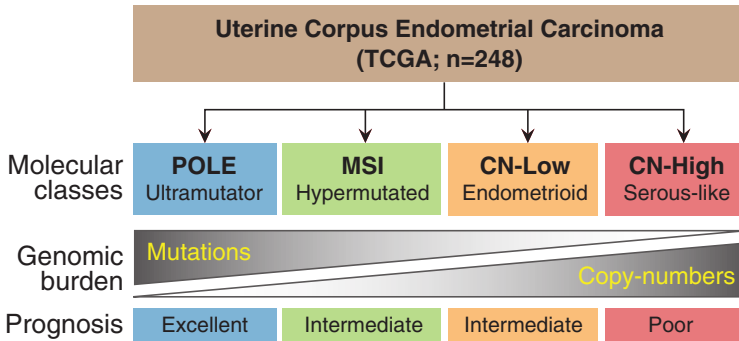 Uterine Corpus Endometrial Carcinoma
(TCGA; n=248)
Molecular
classes
POLE
Ultramutator
MSI
Hypermutated
CN-Low
Endometrioid
CN-High
Serous-like
Genomic
burden
Mutations
Copy-numbers
Prognosis
Excellent
Intermediate
Intermediate
Poor